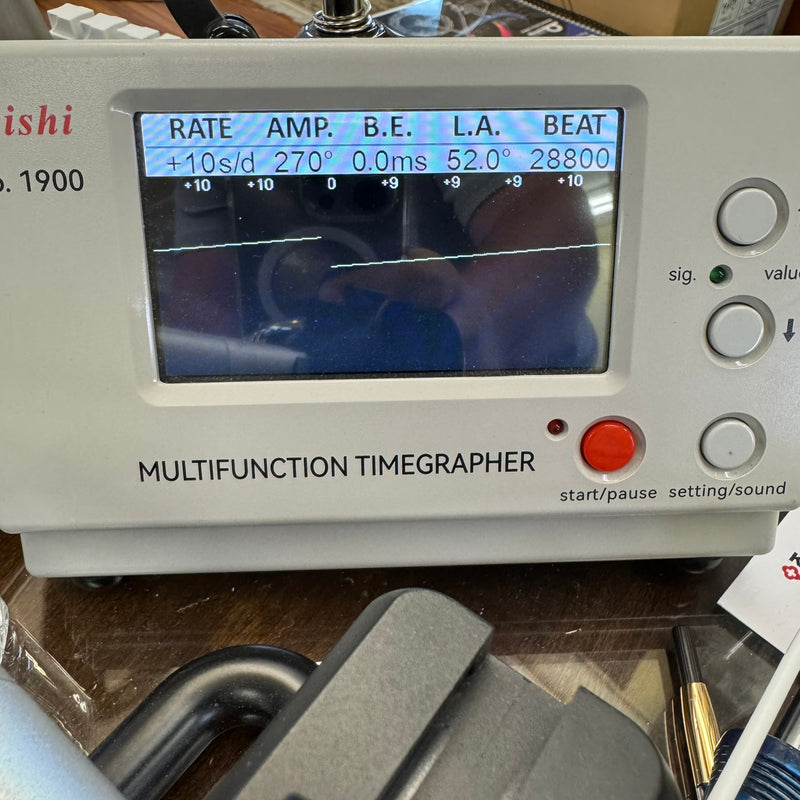 ishi
o. 1900
RATE AMP. B.E. L.A. BEAT
+10s/d 270° 0.0ms 52.0° 28800
+10 +10 0 +9 +9 +9 +10
sig.
value
MULTIFUNCTION TIMEGRAPHER
start/pause setting/sound